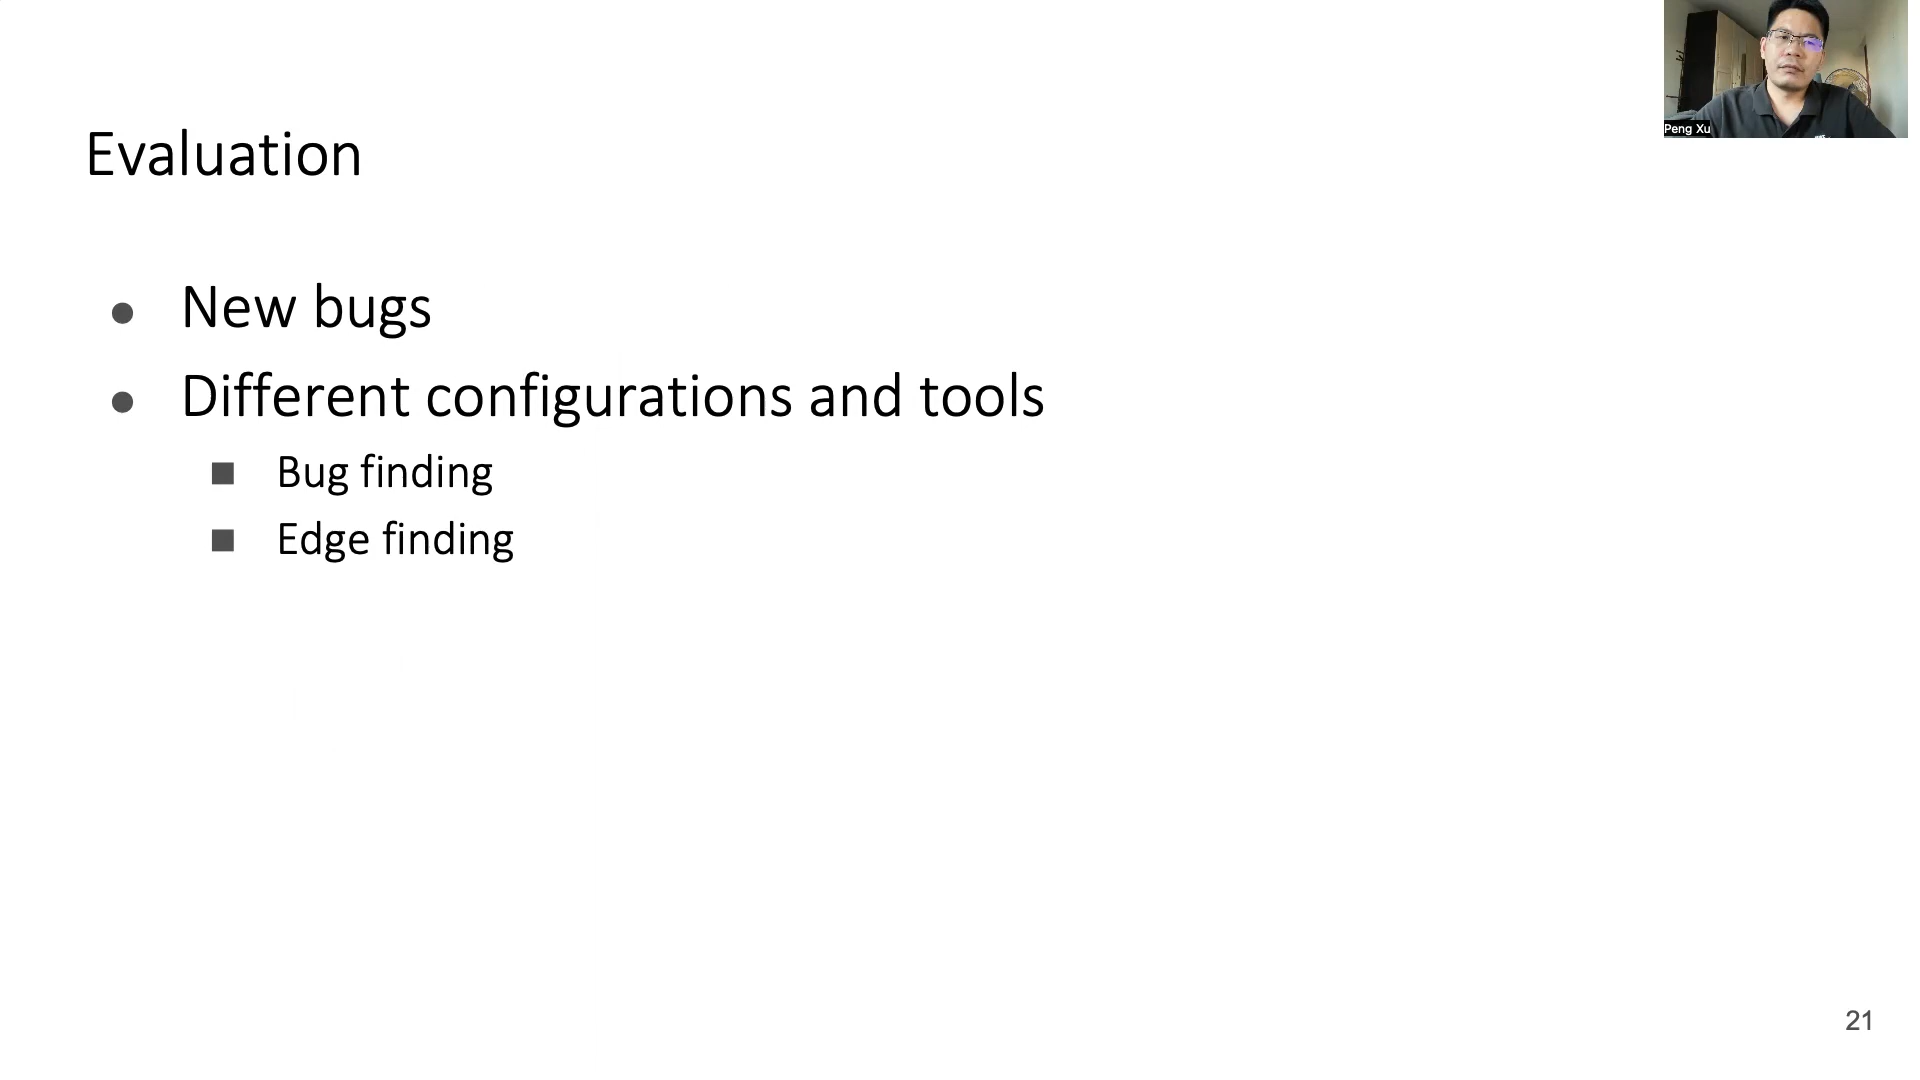 Peng Xu
Evaluation
● New bugs
● Different configurations and tools
■ Bug finding
■ Edge finding
21